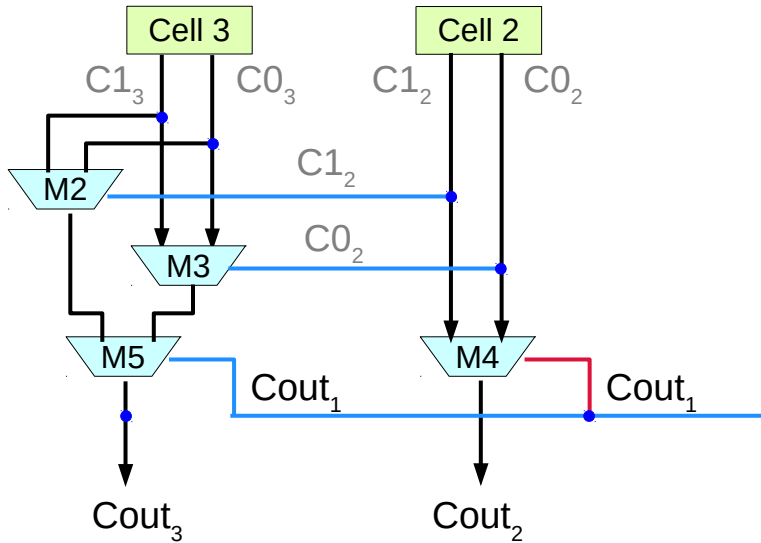 Cell 3
Cell 2
C1₃
C0₃
C1₂
C0₂
C1₂
M2
C0₂
M3
M5
M4
Cout₁
Cout₁
Cout₃
Cout₂